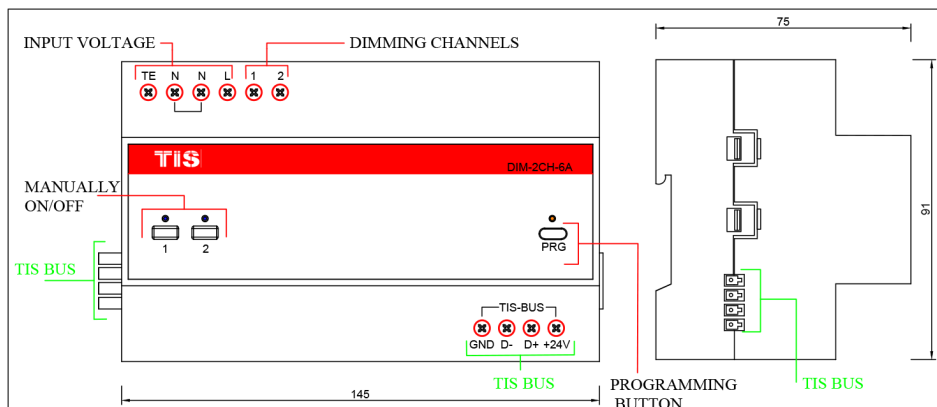 75
INPUT VOLTAGE
DIMMING CHANNELS
TE N N L 1 2
TIS
DIM-2CH-6A
MANUALLY
ON/OFF
1 2
PRG
91
TIS BUS
TIS-BUS
GND D- D+ +24V
TIS BUS
PROGRAMMING
BUTTON
TIS BUS
145